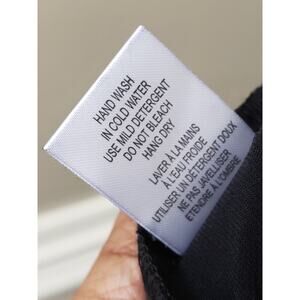 HAND WASH
IN COLD WATER
USE MILD DETERGENT
DO NOT BLEACH
HANG DRY
LAVER À LA MAINS
À L'EAU FROIDE
UTILISER UN DÉTERGENT DOUX
NE PAS JAVELLISER
ETENDRE À L'OMBRE